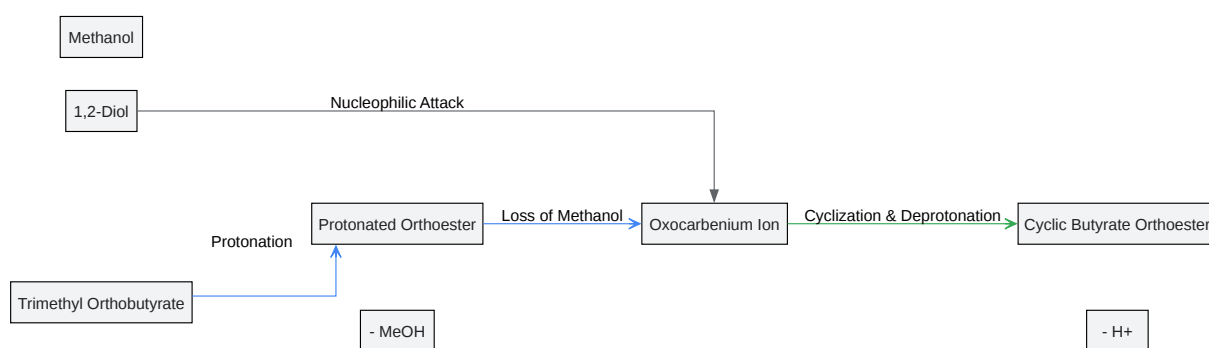 Methanol
1,2-Diol
Nucleophilic Attack
Protonated Orthoester
Loss of Methanol
Oxocarbenium Ion
Cyclization & Deprotonation
Cyclic Butyrate Orthoester
Protonation
Trimethyl Orthobutyrate
- MeOH
- H+